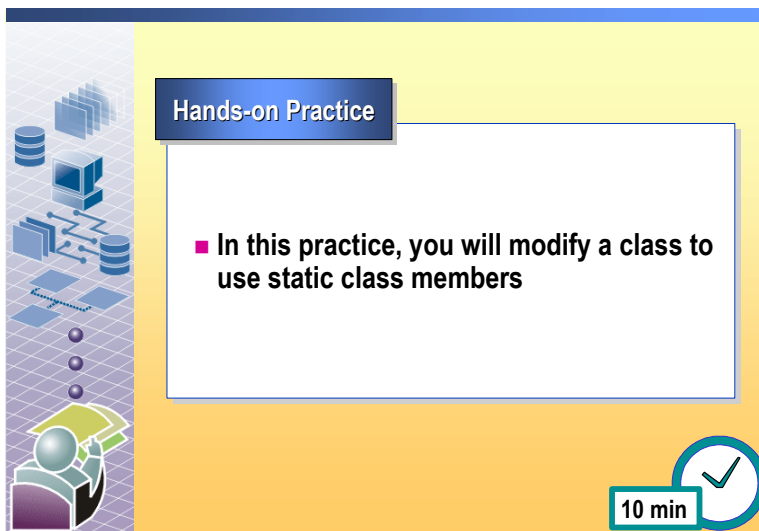 Hands-on Practice
In this practice, you will modify a class to
use static class members
10 min